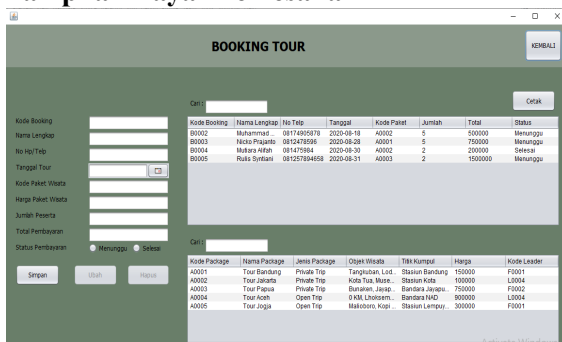 BOOKING TOUR
KEMBALI
Cari :
Cetak
Kode Booking
Nama Lengkap
No Hp/Telp
Tanggal Tour
Kode Paket Wisata
Harga Paket Wisata
Jumlah Peserta
Total Pembayaran
Status Pembayaran
Menunggu Selesai
Simpan Ubah Hapus
Kode Booking Nama Lengkap No Telp Tanggal Kode Paket Jumlah Total Status
B0002 Muhammad ... 08174905878 2020-08-18 A0002 5 500000 Menunggu
B0003 Nicko Prajanto 0812478596 2020-08-28 A0001 5 750000 Menunggu
B0004 Mutiara Alifah 081475984 2020-08-30 A0002 2 200000 Selesai
B0005 Rulis Syntiani 081257894658 2020-08-31 A0003 2 1500000 Menunggu
Cari :
Kode Package Nama Package Jenis Package Objek Wisata Titik Kumpul Harga Kode Leader
A0001 Tour Bandung Private Trip Tangkuban, Lod... Stasiun Bandung 150000 F0001
A0002 Tour Jakarta Private Trip Kota Tua, Muse... Stasiun Kota 100000 L0004
A0003 Tour Papua Private Trip Bunaken, Jayap... Bandara Jayapu... 750000 F0002
A0004 Tour Aceh Open Trip 0 KM, Lhoksem... Bandara NAD 900000 L0004
A0005 Tour Jogja Open Trip Malioboro, Kopi ... Stasiun Lempuy... 300000 F0001